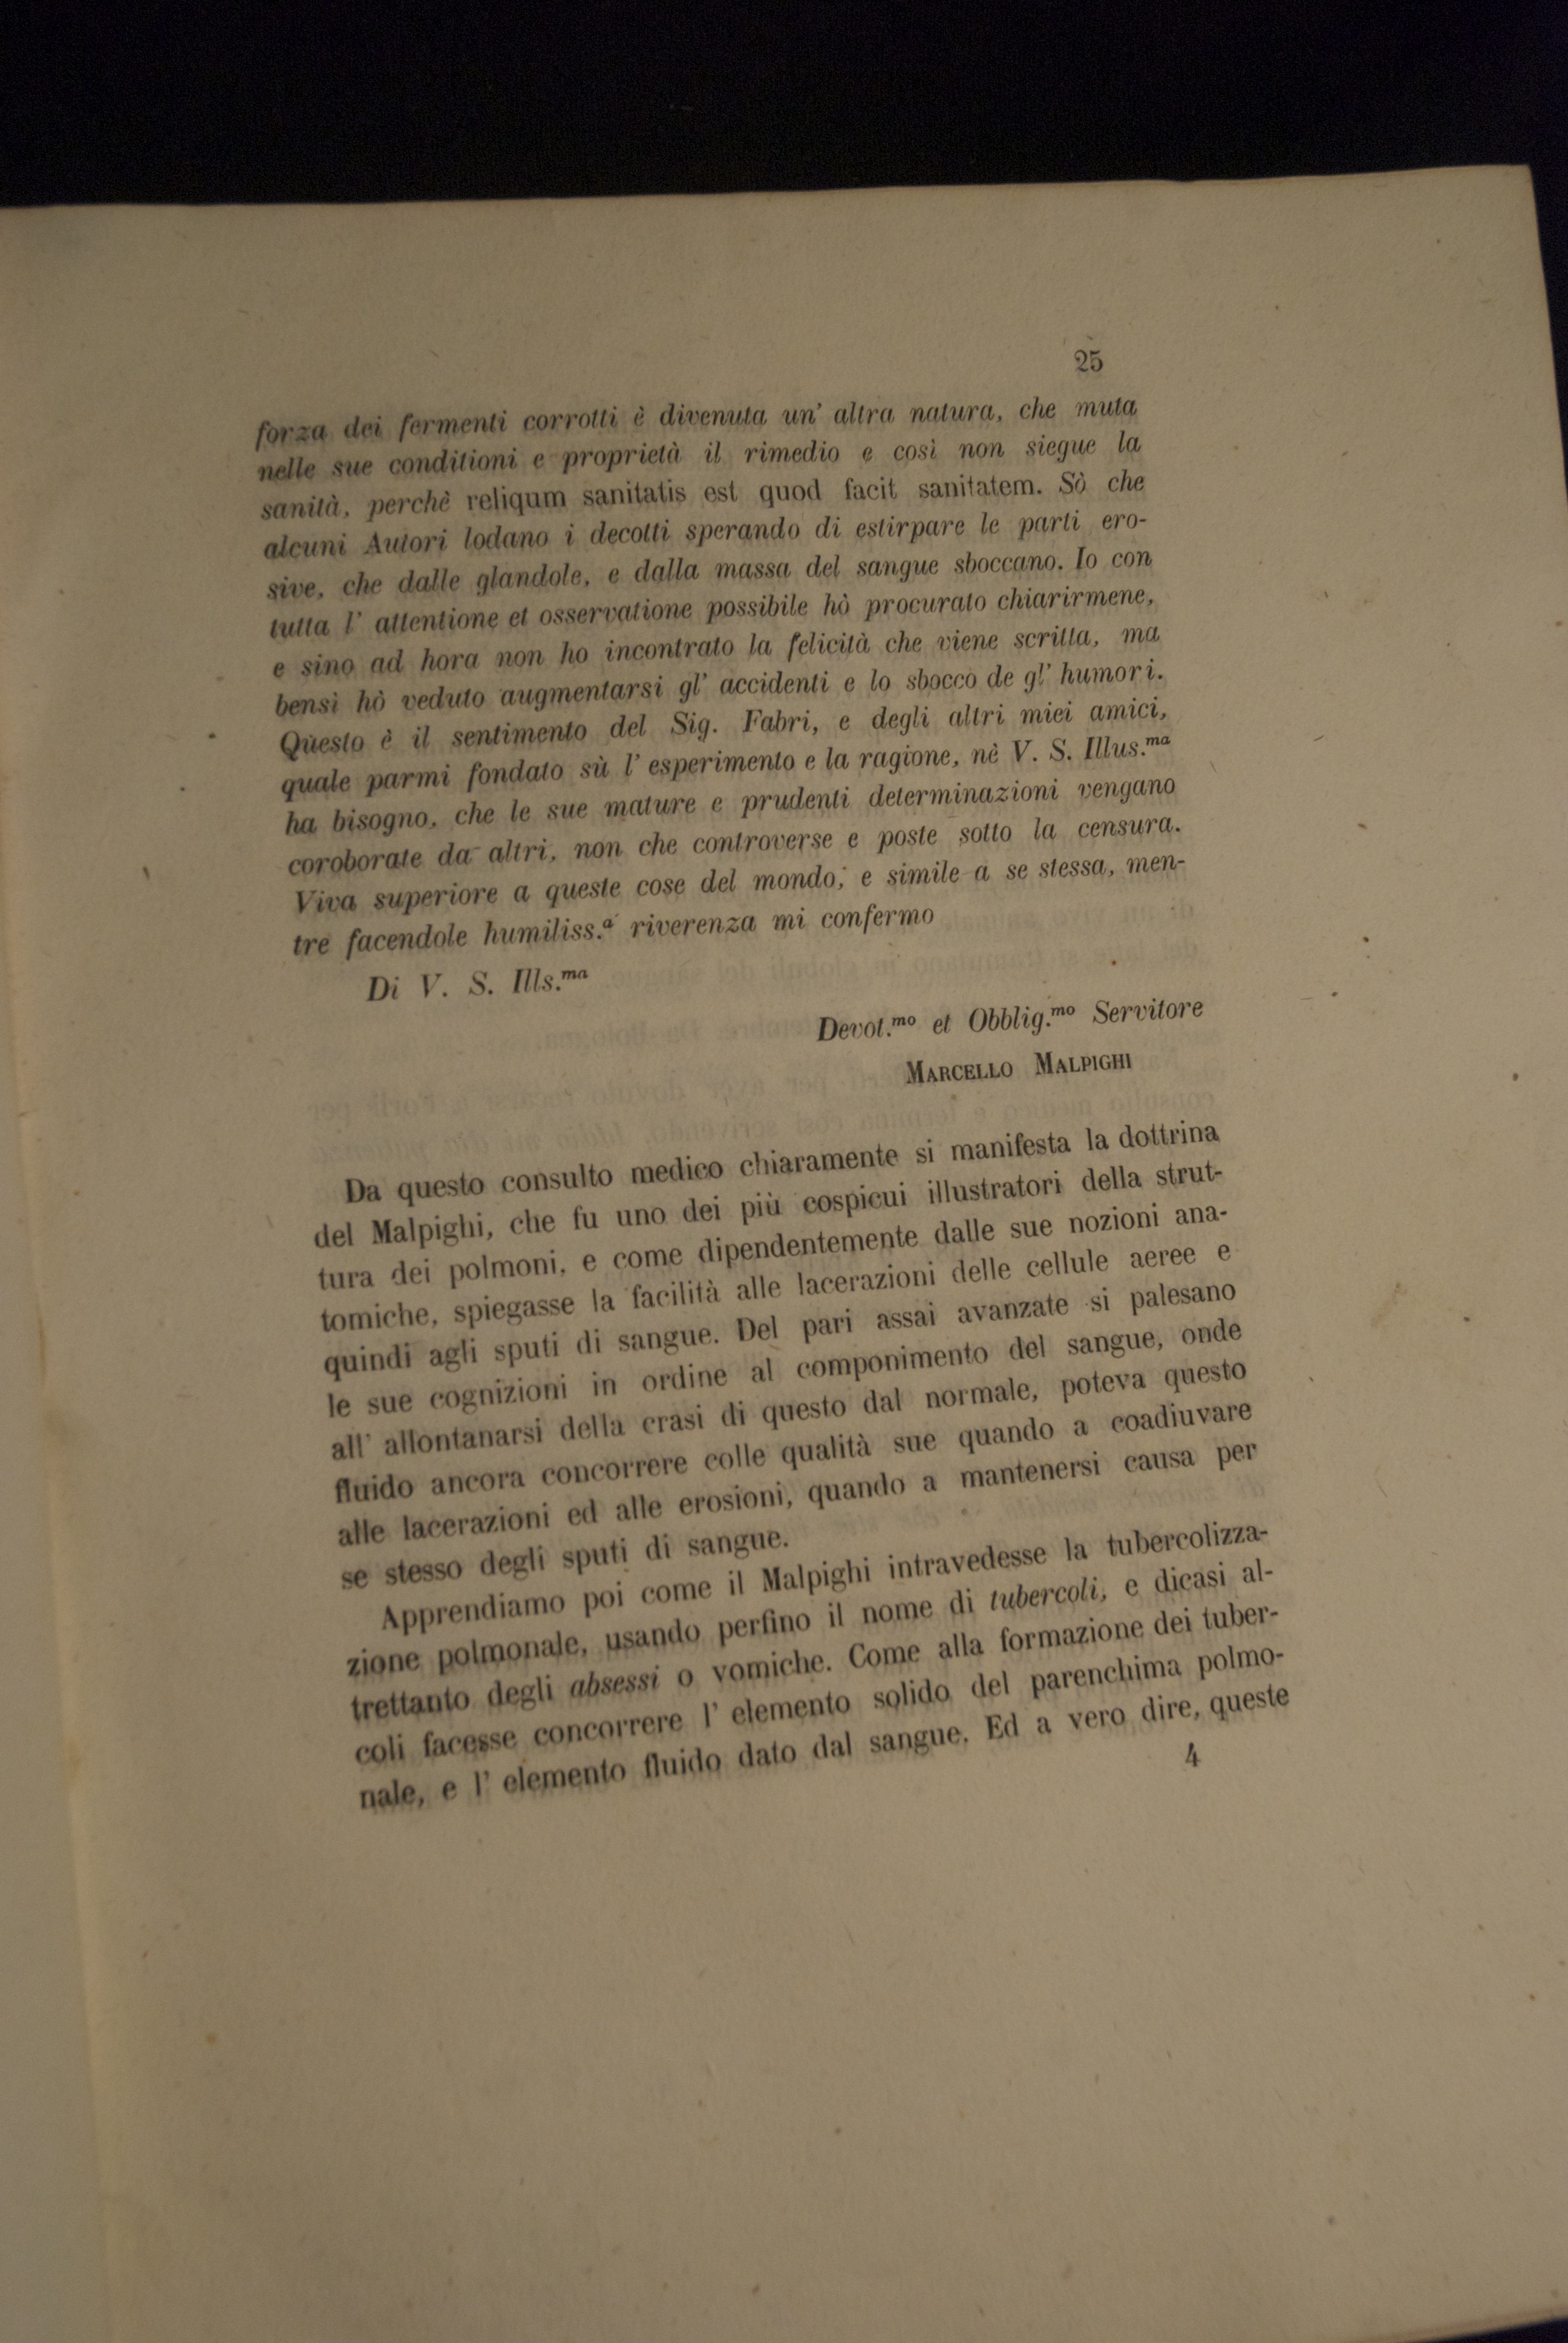 25
forza dei fermenti corrotti è divenuta un' altra natura, che muta
nelle sue conditioni e proprietà il rimedio e così non siegue la
sanità, perchè reliqum sanitatis est quod facit sanitatem. Sò che
alcuni Autori lodano i decotti sperando di estirpare le parti ero-
sive, che dalle glandole, e dalla massa del sangue sboccano. Io con
tutta l' attentione et osservatione possibile hò procurato chiarirmene,
e sino ad hora non ho incontrato la felicità che viene scritta, ma
bensì hò veduto augmentarsi gl' accidenti e lo sbocco de gl' humori.
Questo è il sentimento del Sig. Fabri, e degli altri miei amici,
quale parmi fondato sù l' esperimento e la ragione, nè V. S. Illus.ᵐᵃ
ha bisogno, che le sue mature e prudenti determinazioni vengano
coroborate da altri, non che controverse e poste sotto la censura.
Viva superiore a queste cose del mondo, e simile a se stessa, men-
tre facendole humiliss.ᵃ riverenza mi confermo
Di V. S. Ills.ᵐᵃ
Devot.ᵐᵒ et Obblig.ᵐᵒ Servitore
MARCELLO MALPIGHI
Da questo consulto medico chiaramente si manifesta la dottrina
del Malpighi, che fu uno dei più cospicui illustratori della strut-
tura dei polmoni, e come dipendentemente dalle sue nozioni ana-
tomiche, spiegasse la facilità alle lacerazioni delle cellule aeree e
quindi agli sputi di sangue. Del pari assai avanzate si palesano
le sue cognizioni in ordine al componimento del sangue, onde
all' allontanarsi della crasi di questo dal normale, poteva questo
fluido ancora concorrere colle qualità sue quando a coadiuvare
alle lacerazioni ed alle erosioni, quando a mantenersi causa per
se stesso degli sputi di sangue.
Apprendiamo poi come il Malpighi intravedesse la tubercolizza-
zione polmonale, usando perfino il nome di tubercoli, e dicasi al-
trettanto degli absessi o vomiche. Come alla formazione dei tuber-
coli facesse concorrere l' elemento solido del parenchima polmo-
nale, e l' elemento fluido dato dal sangue. Ed a vero dire, queste
4